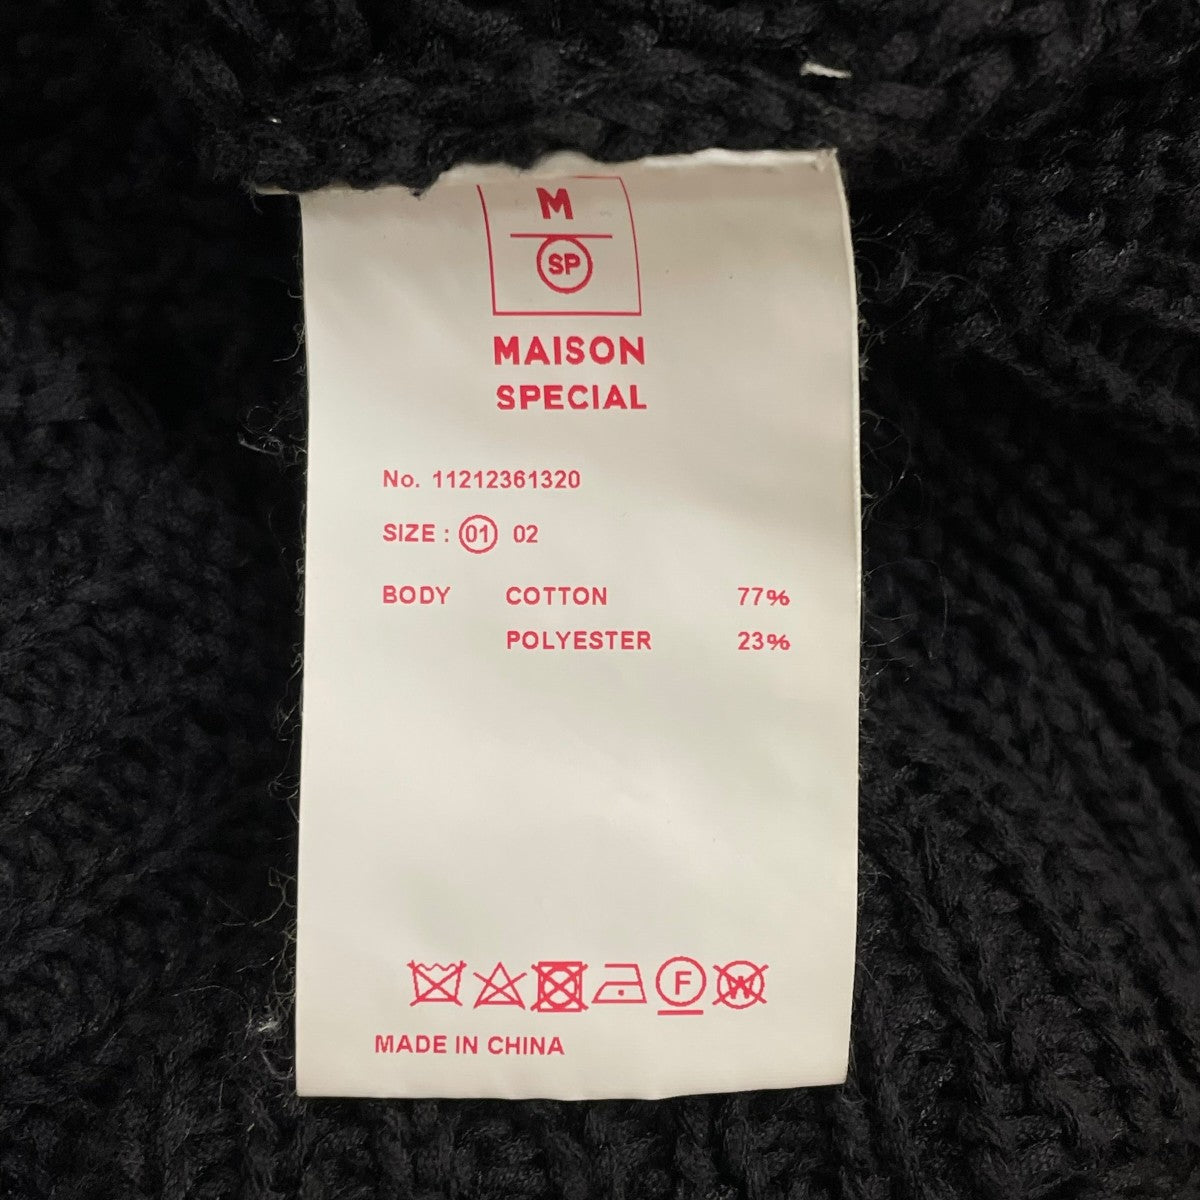 M
SP
MAISON
SPECIAL
No. 11212361320
SIZE : 01 02
BODY COTTON 77%
POLYESTER 23%
F W
MADE IN CHINA